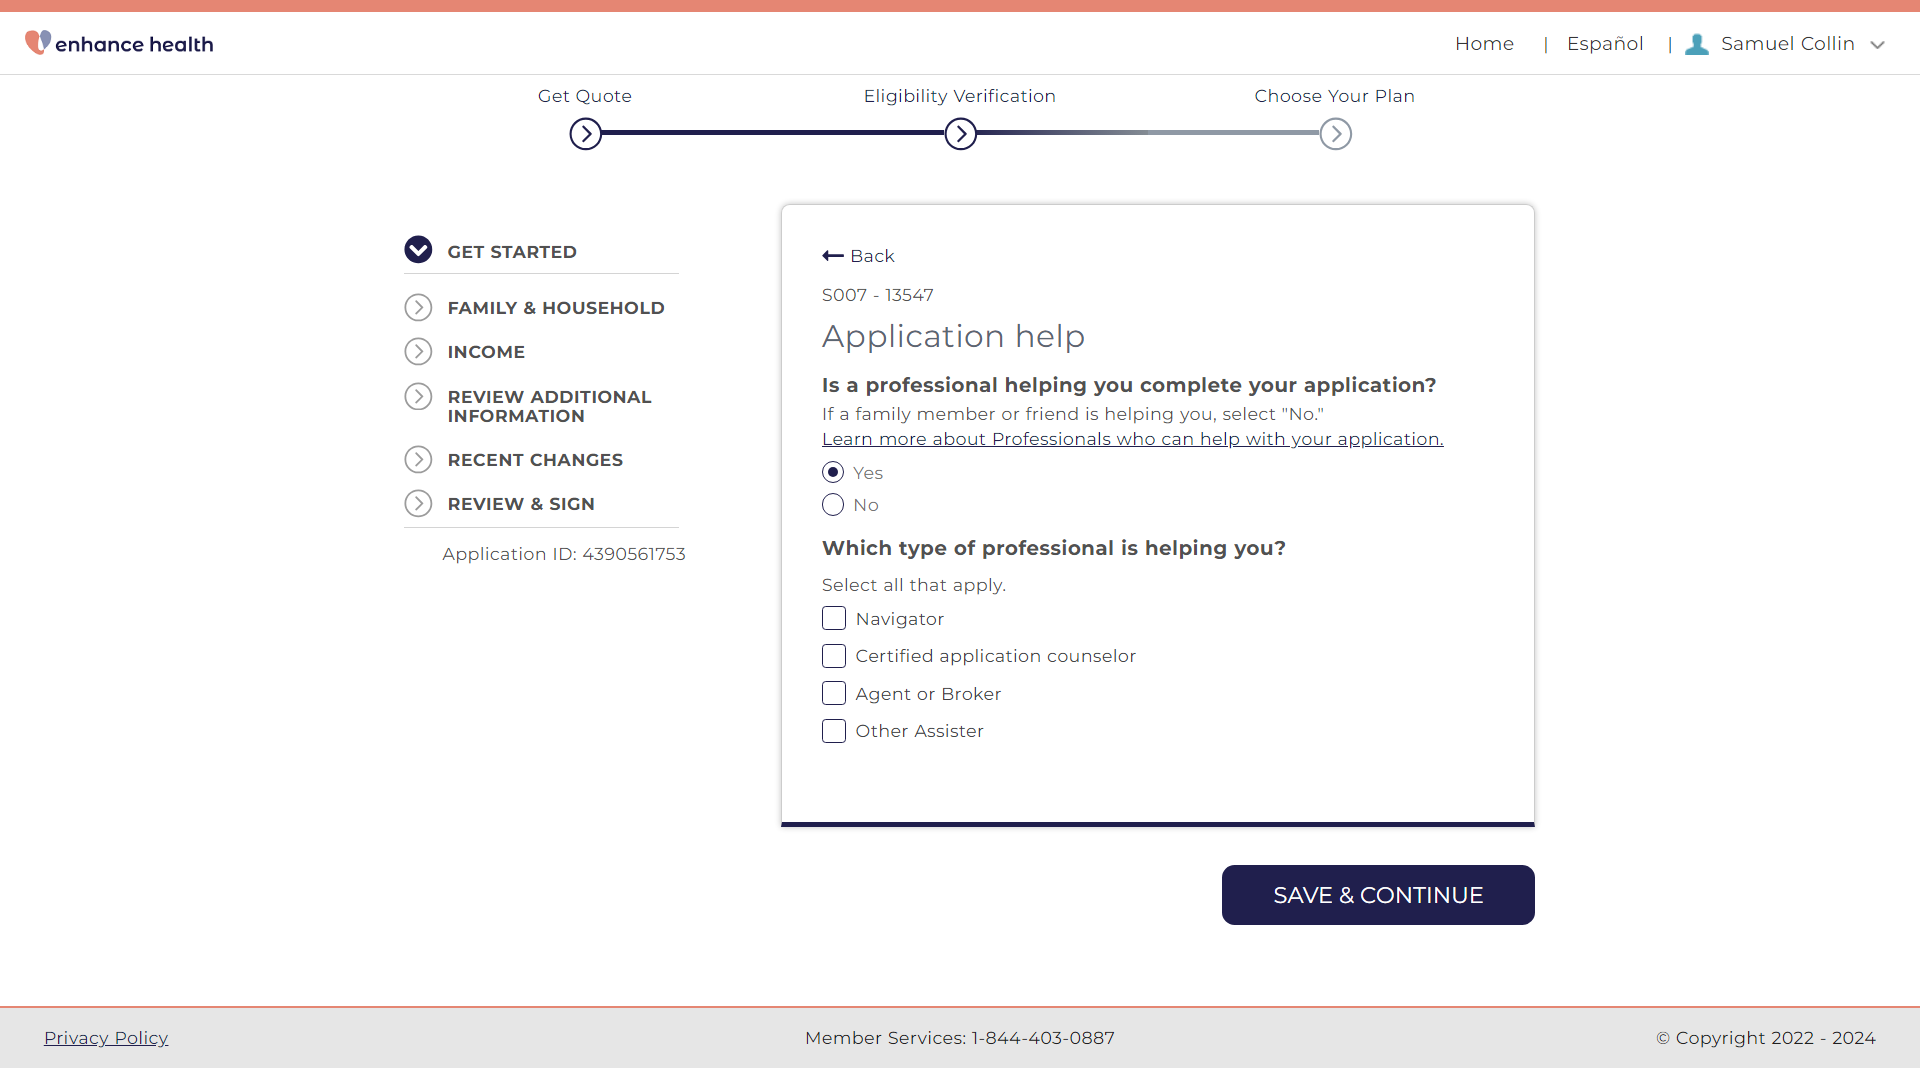 enhance health
Home | Español | Samuel Collin
Get Quote
Eligibility Verification
Choose Your Plan
GET STARTED
FAMILY & HOUSEHOLD
INCOME
REVIEW ADDITIONAL
INFORMATION
RECENT CHANGES
REVIEW & SIGN
Application ID: 4390561753
Back
S007 - 13547
Application help
Is a professional helping you complete your application?
If a family member or friend is helping you, select "No."
Learn more about Professionals who can help with your application.
Yes
No
Which type of professional is helping you?
Select all that apply.
Navigator
Certified application counselor
Agent or Broker
Other Assister
SAVE & CONTINUE
Privacy Policy
Member Services: 1-844-403-0887
© Copyright 2022 - 2024